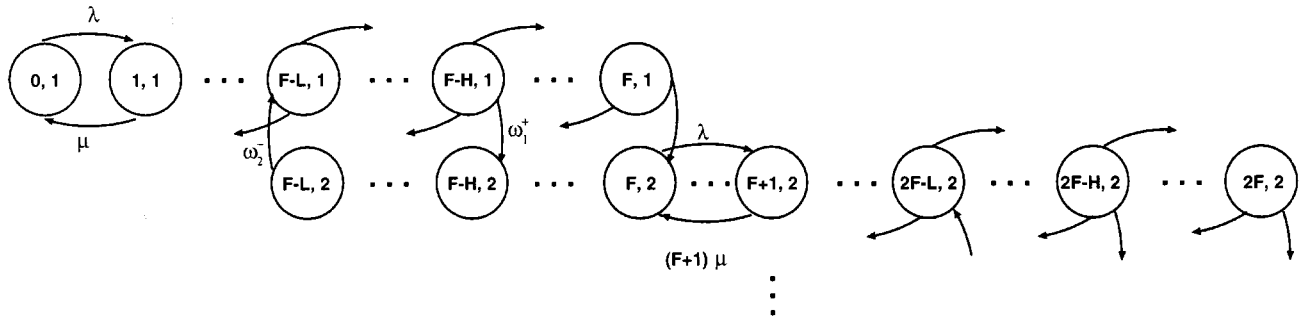 λ
0, 1 1, 1 . . . F-L, 1 . . . F-H, 1 . . . F, 1
μ
ω₂⁻ ω₁⁺ λ
F-L, 2 . . . F-H, 2 . . . F, 2 . . . F+1, 2 . . . 2F-L, 2 . . . 2F-H, 2 . . . 2F, 2
(F+1) μ